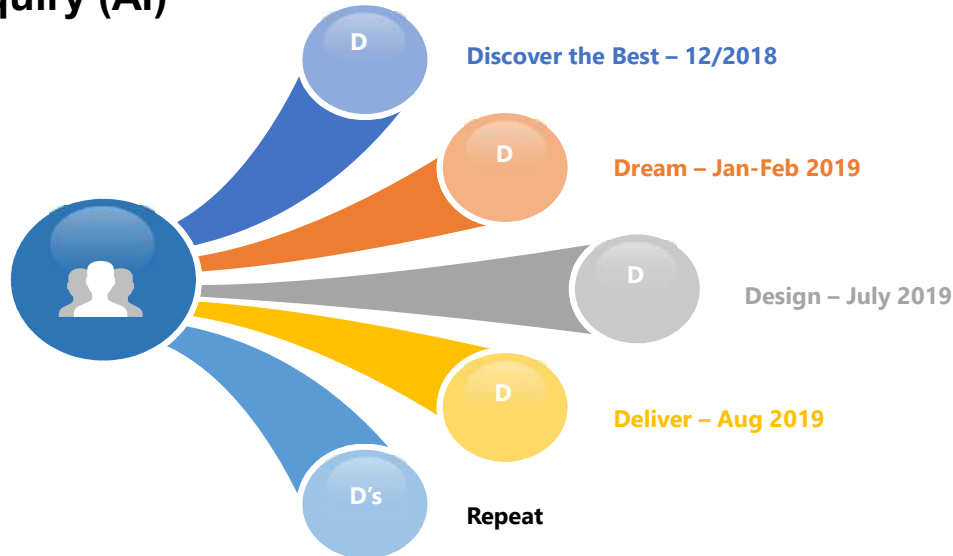 quiry (AI)
D
Discover the Best – 12/2018
D
Dream – Jan-Feb 2019
D
Design – July 2019
D
Deliver – Aug 2019
D's
Repeat